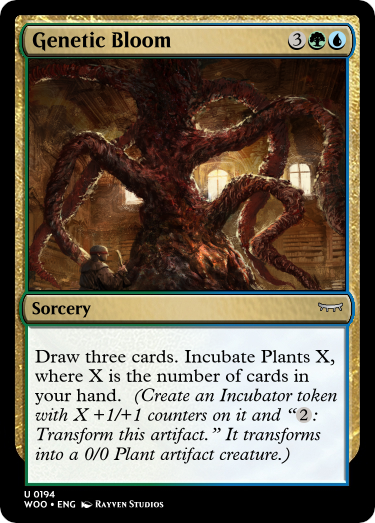 Genetic Bloom 3
Sorcery
Draw three cards. Incubate Plants X,
where X is the number of cards in
your hand. (Create an Incubator token
with X +1/+1 counters on it and “2:
Transform this artifact.” It transforms
into a 0/0 Plant artifact creature.)
U 0194
WOO • ENG Rayven Studios